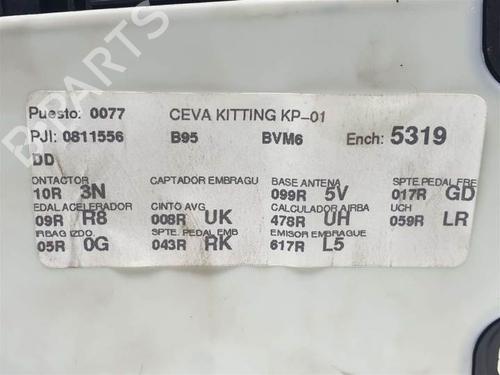 Puesto: 0077 CEVA KITTING KP-01
PJI: 0811556 B95 BVM6 Ench: 5319
DD
ONTACTOR CAPTADOR EMBRAGU BASE ANTENA SPTE.PEDAL FRE
10R 3N 099R 5V 017R GD
EDAL ACELERADOR CINTO AVG CALCULADOR AIRBA UCH
09R R8 008R UK 478R UH 059R LR
IRBAG IZDO. SPTE. PEDAL EMB EMISOR EMBRAGUE
05R 0G 043R RK 617R L5
B PARTS